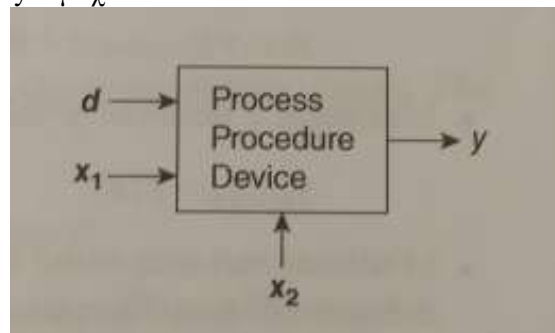 d
Process
Procedure
y
x₁
Device
x₂